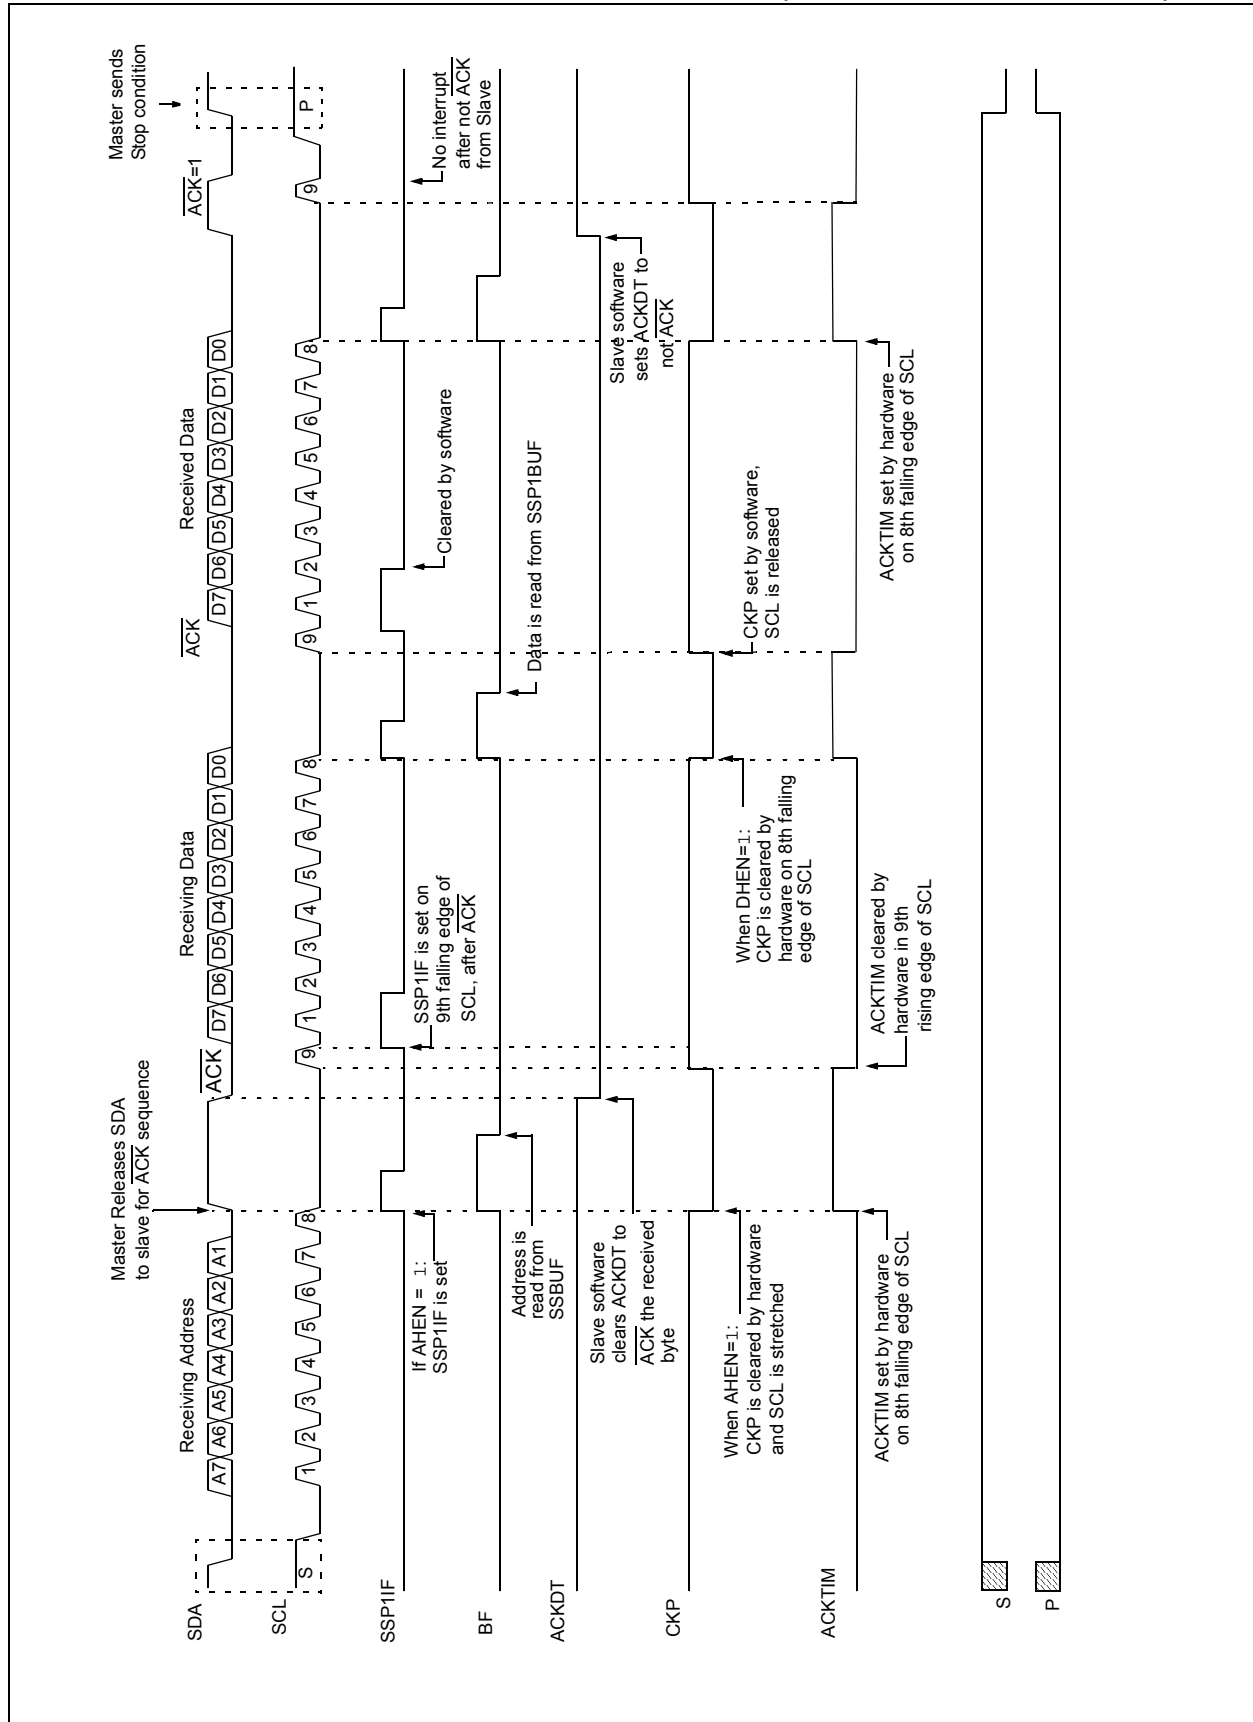 Master sends
Stop condition
Master Releases SDA
to slave for ACK sequence
SDA
Receiving Address
ACK
Receiving Data
ACK
Received Data
ACK=1
A7 A6 A5 A4 A3 A2 A1
D7 D6 D5 D4 D3 D2 D1 D0
D7 D6 D5 D4 D3 D2 D1 D0
SCL
S
1 2 3 4 5 6 7 8
9 1 2 3 4 5 6 7 8
9 1 2 3 4 5 6 7 8
9
P
SSP1IF
If AHEN = 1:
SSP1IF is set
SSP1IF is set on
9th falling edge of
SCL, after ACK
Cleared by software
No interrupt
after not ACK
from Slave
BF
Address is
read from
SSBUF
Data is read from SSP1BUF
ACKDT
Slave software
clears ACKDT to
ACK the received
byte
Slave software
sets ACKDT to
not ACK
CKP
When AHEN=1:
CKP is cleared by hardware
and SCL is stretched
When DHEN=1:
CKP is cleared by
hardware on 8th falling
edge of SCL
CKP set by software,
SCL is released
ACKTIM
ACKTIM set by hardware
on 8th falling edge of SCL
ACKTIM cleared by
hardware in 9th
rising edge of SCL
ACKTIM set by hardware
on 8th falling edge of SCL
S
P